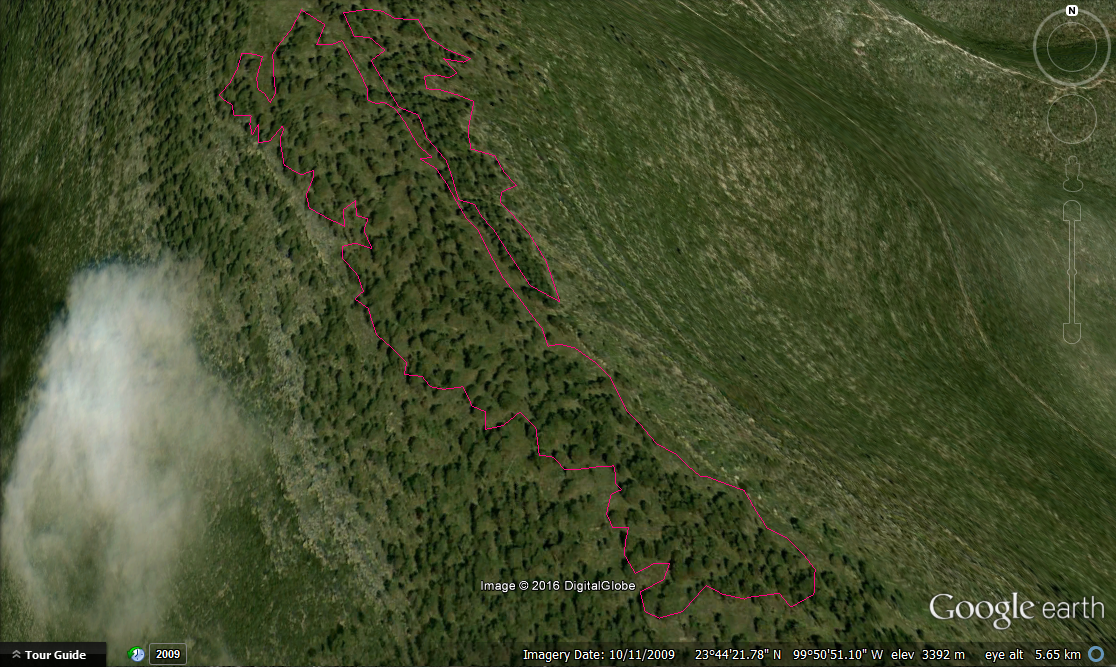 N
Image © 2016 DigitalGlobe
Google earth
Tour Guide
2009
Imagery Date: 10/11/2009 23°44'21.78" N 99°50'51.10" W elev 3392 m eye alt 5.65 km